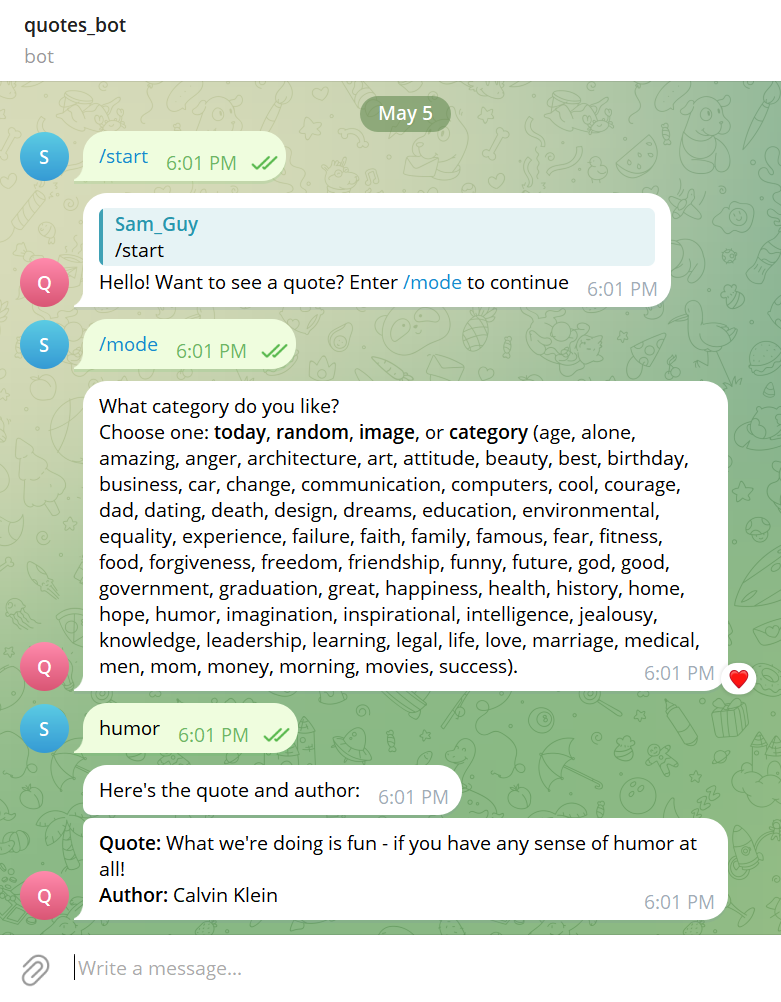 quotes_bot
bot
May 5
S
/start 6:01 PM
Sam_Guy
/start
Q
Hello! Want to see a quote? Enter /mode to continue 6:01 PM
S
/mode 6:01 PM
What category do you like?
Choose one: today, random, image, or category (age, alone,
amazing, anger, architecture, art, attitude, beauty, best, birthday,
business, car, change, communication, computers, cool, courage,
dad, dating, death, design, dreams, education, environmental,
equality, experience, failure, faith, family, famous, fear, fitness,
food, forgiveness, freedom, friendship, funny, future, god, good,
government, graduation, great, happiness, health, history, home,
hope, humor, imagination, inspirational, intelligence, jealousy,
knowledge, leadership, learning, legal, life, love, marriage, medical,
Q
men, mom, money, morning, movies, success). 6:01 PM
S
humor 6:01 PM
Here's the quote and author: 6:01 PM
Quote: What we're doing is fun - if you have any sense of humor at
all!
Q
Author: Calvin Klein 6:01 PM
Write a message...